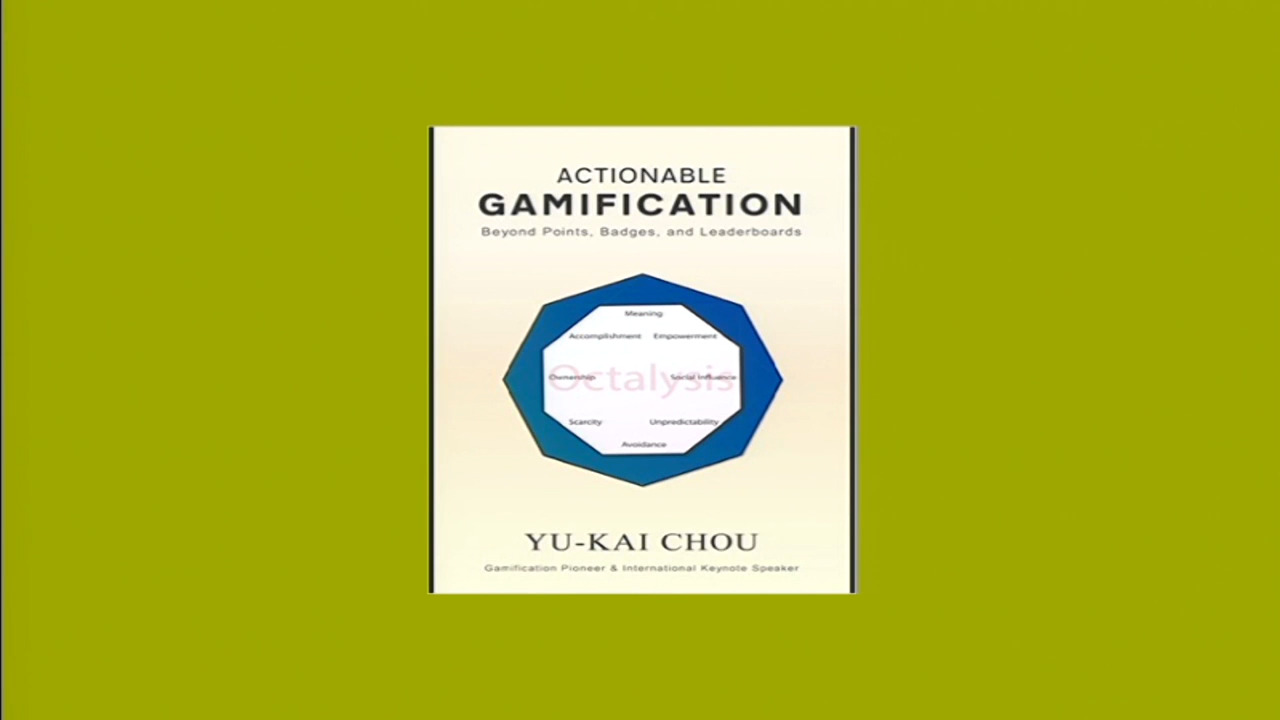 ACTIONABLE
GAMIFICATION
Beyond Points, Badges, and Leaderboards
Meaning
Accomplishment Empowerment
Octalysis
Ownership Social Influence
Scarcity Unpredictability
Avoidance
YU-KAI CHOU
Gamification Pioneer & International Keynote Speaker